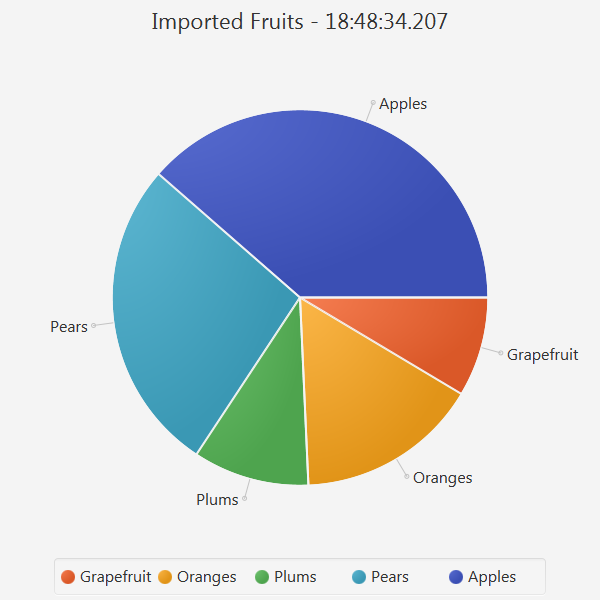 Imported Fruits - 18:48:34.207
Apples
Pears
Grapefruit
Oranges
Plums
Grapefruit Oranges Plums Pears Apples